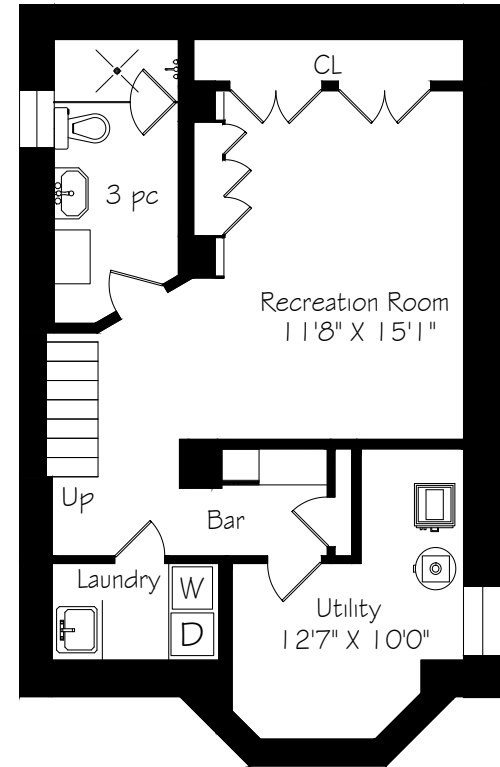 CL
3 pc
Recreation Room
11'8" X 15'1"
Up
Bar
Laundry
W
D
Utility
12'7" X 10'0"